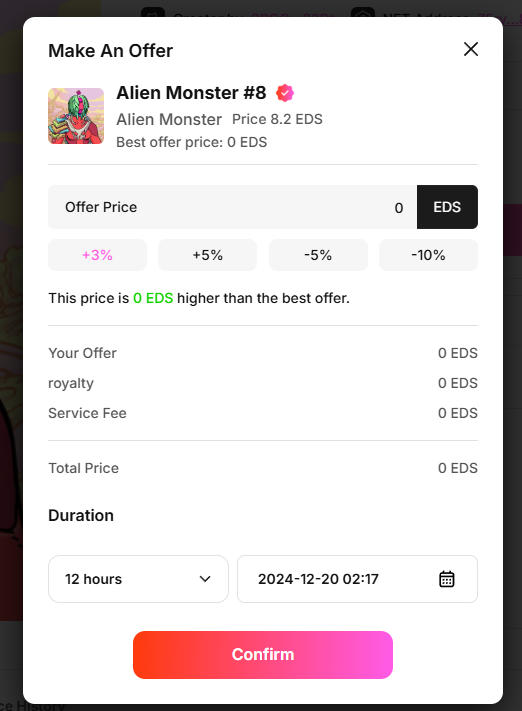 Make An Offer
Alien Monster #8
Alien Monster Price 8.2 EDS
Best offer price: 0 EDS
Offer Price 0 EDS
+3% +5% -5% -10%
This price is 0 EDS higher than the best offer.
Your Offer 0 EDS
royalty 0 EDS
Service Fee 0 EDS
Total Price 0 EDS
Duration
12 hours 2024-12-20 02:17
Confirm
History